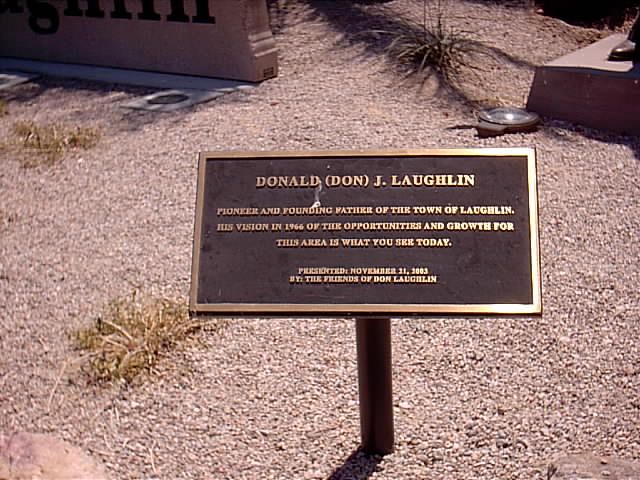 ughlin
DONALD (DON) J. LAUGHLIN
PIONEER AND FOUNDING FATHER OF THE TOWN OF LAUGHLIN.
HIS VISION IN 1966 OF THE OPPORTUNITIES AND GROWTH FOR
THIS AREA IS WHAT YOU SEE TODAY.
PRESENTED: NOVEMBER 21, 2003
BY: THE FRIENDS OF DON LAUGHLIN